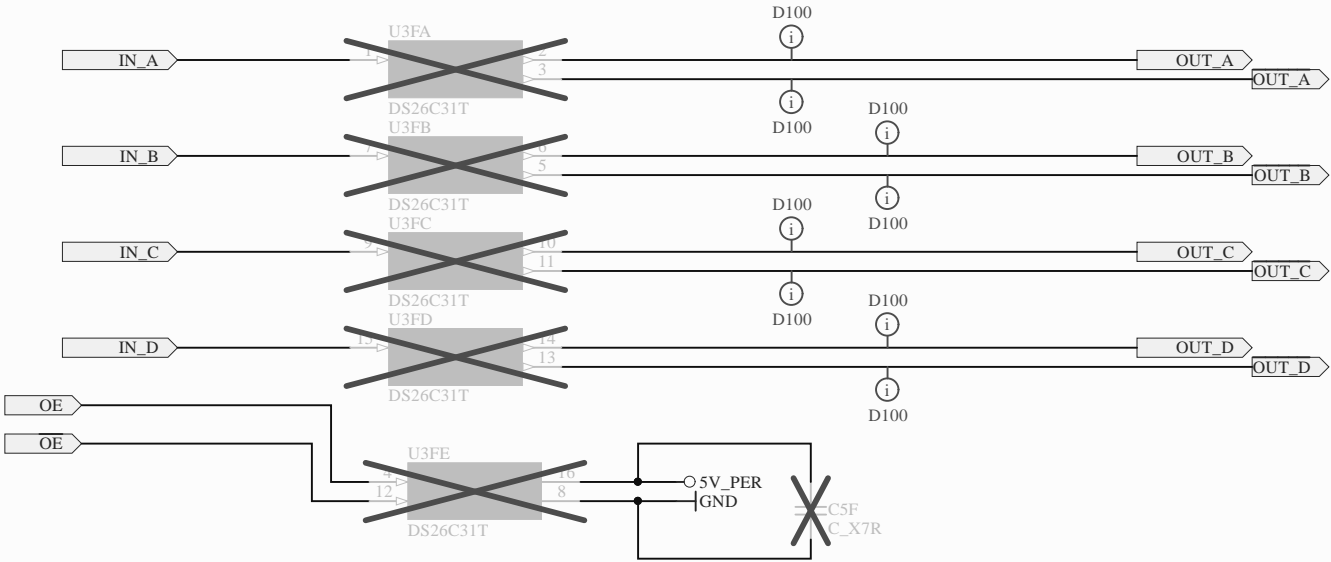 D100
U3FA
IN_A 1 2 OUT_A
3 OUT_A
DS26C31T D100 D100
U3FB
IN_B 7 6 OUT_B
5 OUT_B
DS26C31T D100 D100
U3FC
IN_C 9 10 OUT_C
11 OUT_C
DS26C31T D100 D100
U3FD
IN_D 15 14 OUT_D
13 OUT_D
DS26C31T
OE D100
OE U3FE
4 16 5V_PER
12 8 GND
C5F
DS26C31T C_X7R